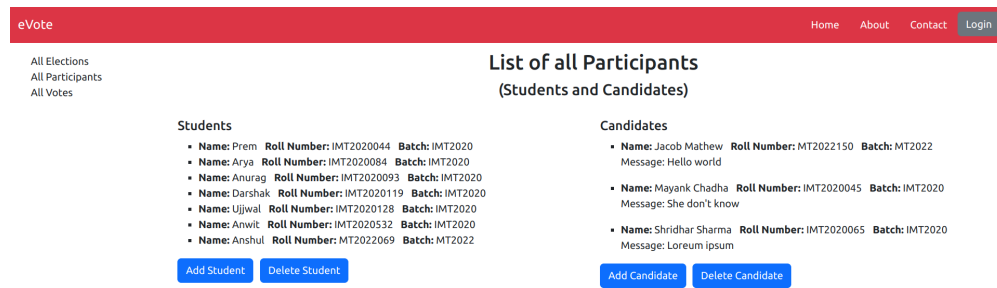 eVote
Home About Contact Login
All Elections
All Participants
All Votes
List of all Participants
(Students and Candidates)
Students
Name: Prem Roll Number: IMT2020044 Batch: IMT2020
Name: Arya Roll Number: IMT2020084 Batch: IMT2020
Name: Anurag Roll Number: IMT2020093 Batch: IMT2020
Name: Darshak Roll Number: IMT2020119 Batch: IMT2020
Name: Ujjwal Roll Number: IMT2020128 Batch: IMT2020
Name: Anwit Roll Number: IMT2020532 Batch: IMT2020
Name: Anshul Roll Number: MT2022069 Batch: MT2022
Add Student Delete Student
Candidates
Name: Jacob Mathew Roll Number: MT2022150 Batch: MT2022
Message: Hello world
Name: Mayank Chadha Roll Number: IMT2020045 Batch: IMT2020
Message: She don't know
Name: Shridhar Sharma Roll Number: IMT2020065 Batch: IMT2020
Message: Loreum ipsum
Add Candidate Delete Candidate